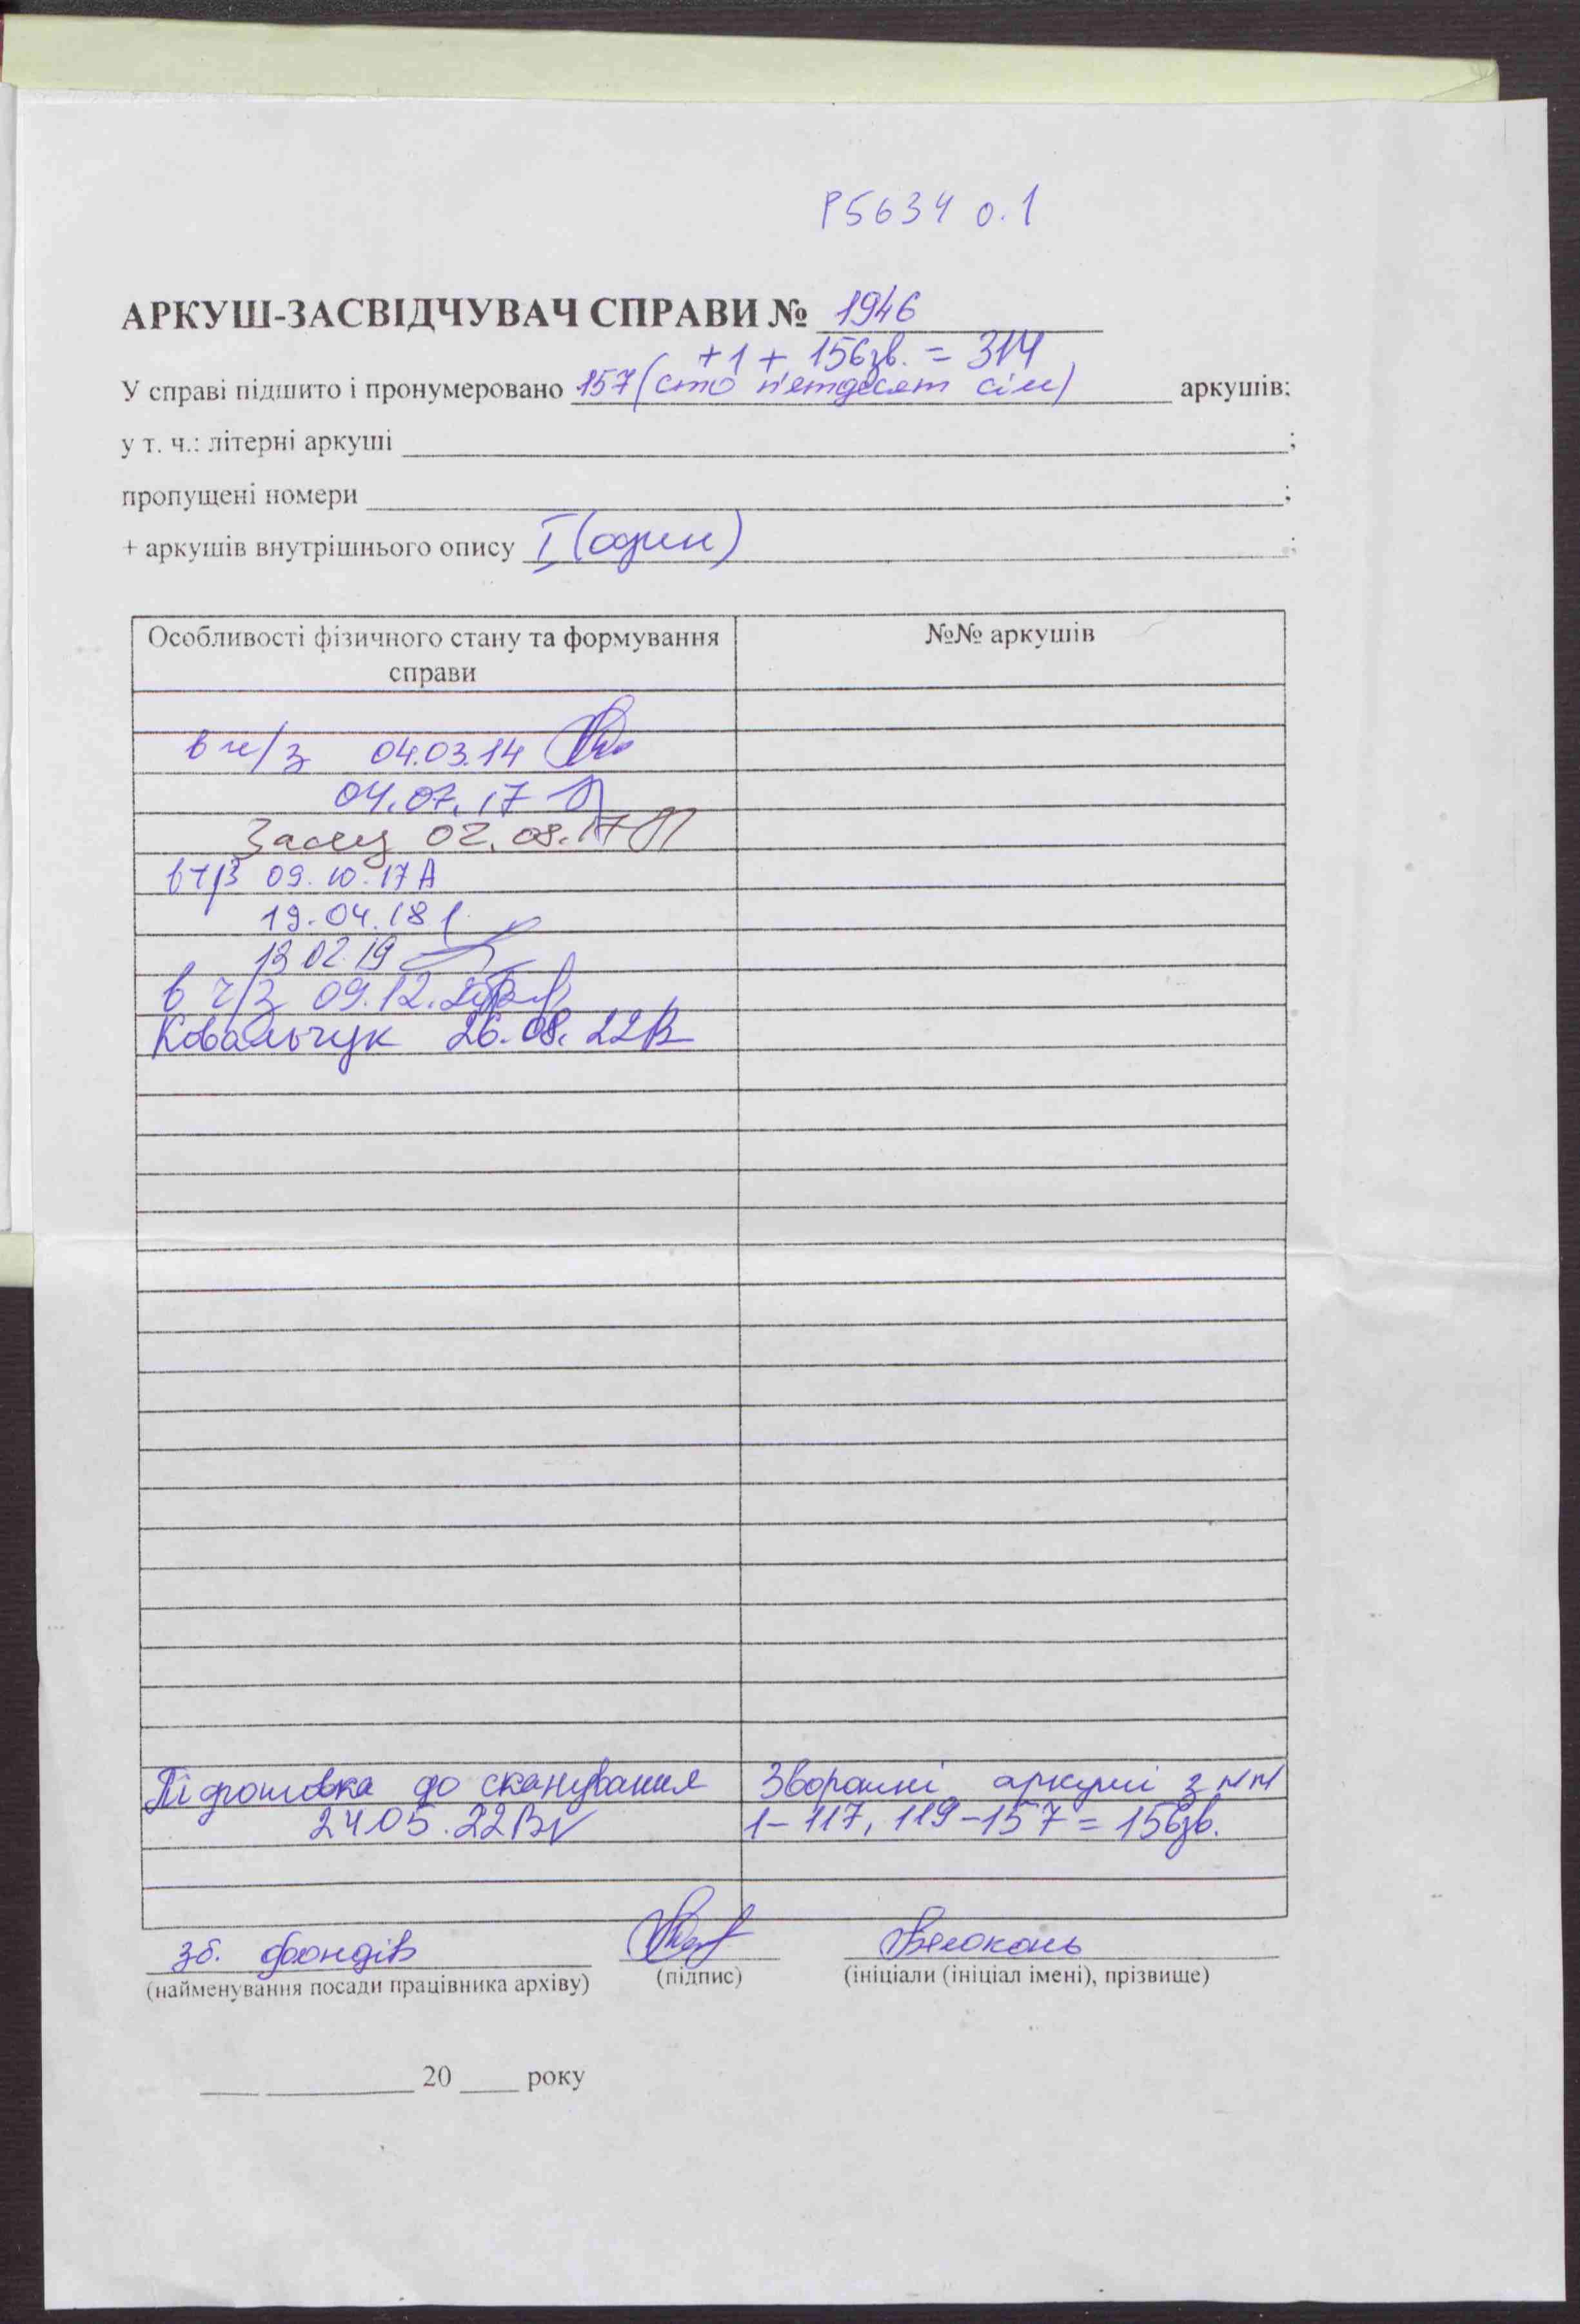 Р5634 о.1
АРКУШ-ЗАСВІДЧУВАЧ СПРАВИ № 1946
+1 + 156зв. = 314
У справі підшито і пронумеровано 157 (сто п'ятдесят сім) аркушів;
у т. ч.: літерні аркуші ;
пропущені номери ;
+ аркушів внутрішнього опису I (один) ;
Особливості фізичного стану та формування справи
№№ аркушів
в ч/з 04.03.14
04.07.17
02.08.17
в ч/з 09.10.17 А
19.04.18
13.02.19
в ч/з 09.12.
Ковальчук 26.08.22
Підготовка до сканування
24.05.22
Зворотні аркуші з №№
1-117, 119-157 = 156зв.
зб. фондів
Белоконь
(найменування посади працівника архіву) (підпис) (ініціали (ініціал імені), прізвище)
20 року